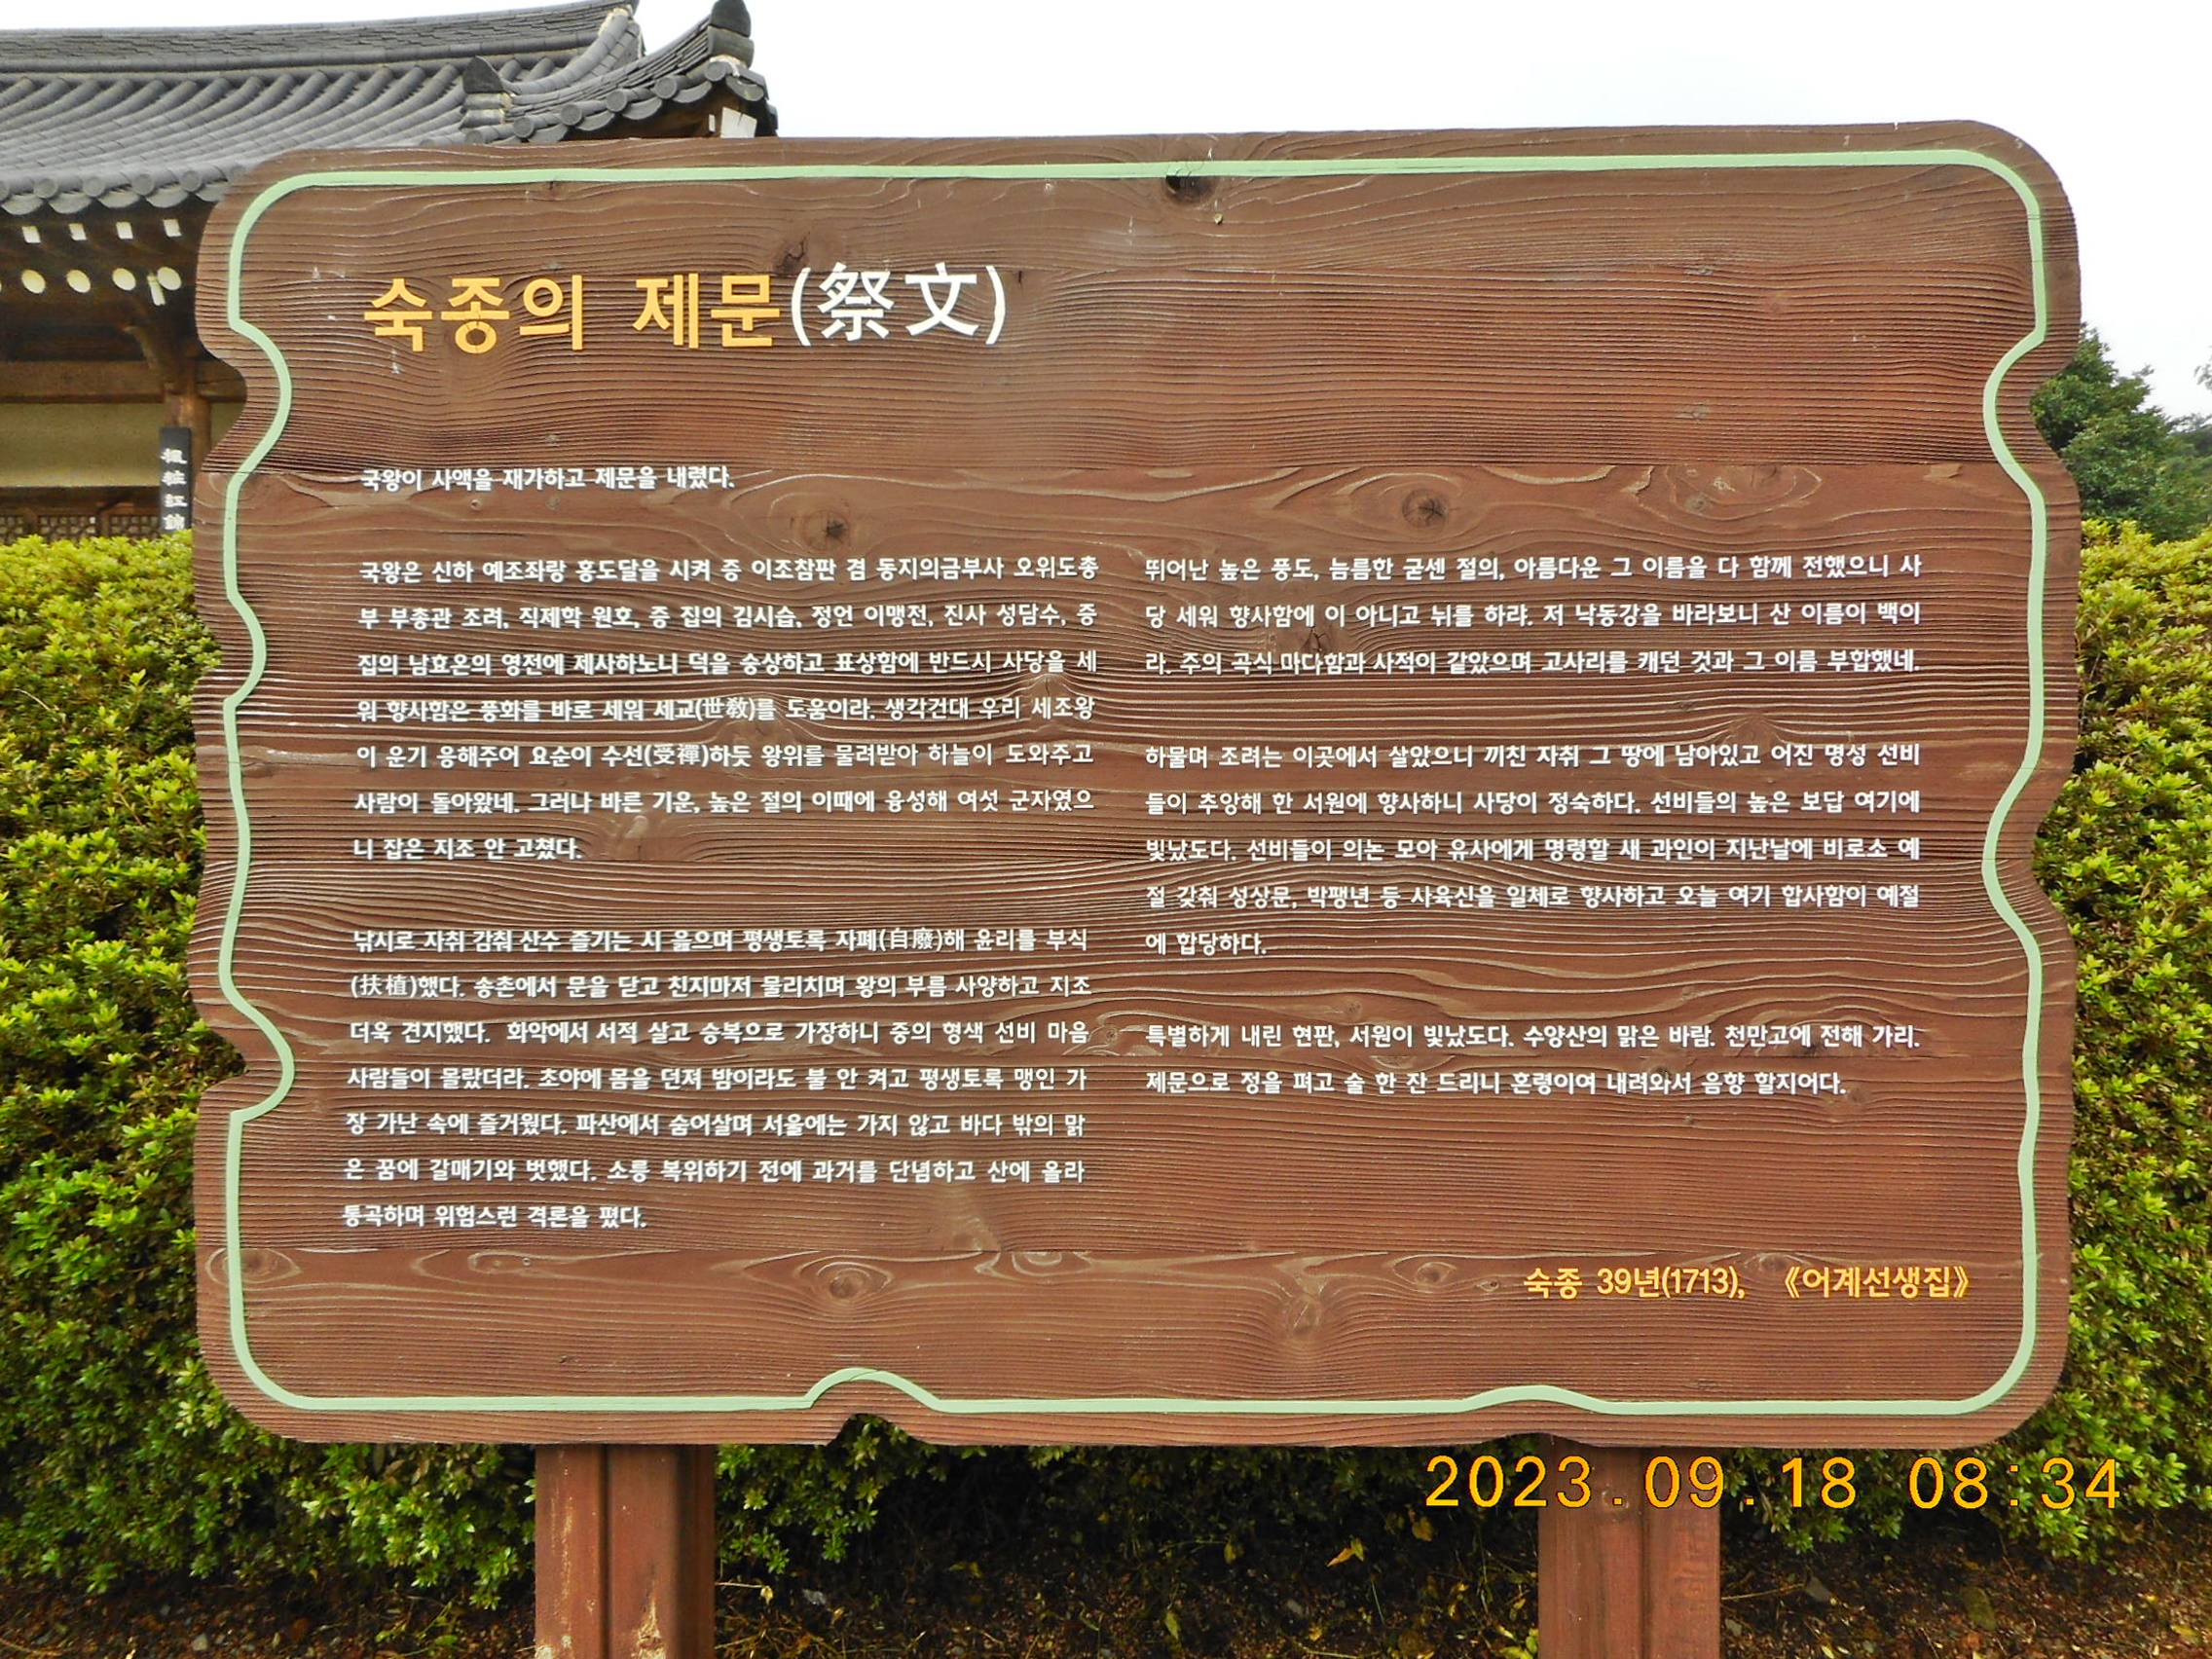 숙종의 제문(祭文)
국왕이 사액을 재가하고 제문을 내렸다.
국왕은 신하 예조좌랑 홍도달을 시켜 증 이조참판 겸 동지의금부사 오위도총
부 부총관 조려, 직제학 원호, 증 집의 김시습, 정언 이맹전, 진사 성담수, 증
집의 남효온의 영전에 제사하노니 덕을 숭상하고 표상함에 반드시 사당을 세
워 향사함은 풍화를 바로 세워 세교(世敎)를 도움이라. 생각건대 우리 세조왕
이 운기 응해주어 요순이 수선(受禪)하듯 왕위를 물려받아 하늘이 도와주고
사람이 돌아왔네. 그러나 바른 기운, 높은 절의 이때에 융성해 여섯 군자였으
니 잡은 지조 안 고쳤다.
낚시로 자취 감춰 산수 즐기는 시 읊으며 평생토록 자폐(自廢)해 윤리를 부식
(扶植)했다. 송촌에서 문을 닫고 친지마저 물리치며 왕의 부름 사양하고 지조
더욱 견지했다. 화악에서 서적 살고 승복으로 가장하니 중의 형색 선비 마음
사람들이 몰랐더라. 초야에 몸을 던져 밤이라도 불 안 켜고 평생토록 맹인 가
장 가난 속에 즐거웠다. 파산에서 숨어살며 서울에는 가지 않고 바다 밖의 맑
은 꿈에 갈매기와 벗했다. 소릉 복위하기 전에 과거를 단념하고 산에 올라
통곡하며 위험스런 격론을 폈다.
뛰어난 높은 풍도, 늠름한 굳센 절의, 아름다운 그 이름을 다 함께 전했으니 사
당 세워 향사함에 이 아니고 뉘를 하랴. 저 낙동강을 바라보니 산 이름이 백이
라. 주의 곡식 마다함과 사적이 같았으며 고사리를 캐던 것과 그 이름 부합했네.
하물며 조려는 이곳에서 살았으니 끼친 자취 그 땅에 남아있고 어진 명성 선비
들이 추앙해 한 서원에 향사하니 사당이 정숙하다. 선비들의 높은 보답 여기에
빛났도다. 선비들이 의논 모아 유사에게 명령할 새 과인이 지난날에 비로소 예
절 갖춰 성상문, 박팽년 등 사육신을 일체로 향사하고 오늘 여기 합사함이 예절
에 합당하다.
특별하게 내린 현판, 서원이 빛났도다. 수양산의 맑은 바람. 천만고에 전해 가리.
제문으로 정을 펴고 술 한 잔 드리니 혼령이여 내려와서 음향 할지어다.
숙종 39년(1713), 《어계선생집》
2023.09.18 08:34